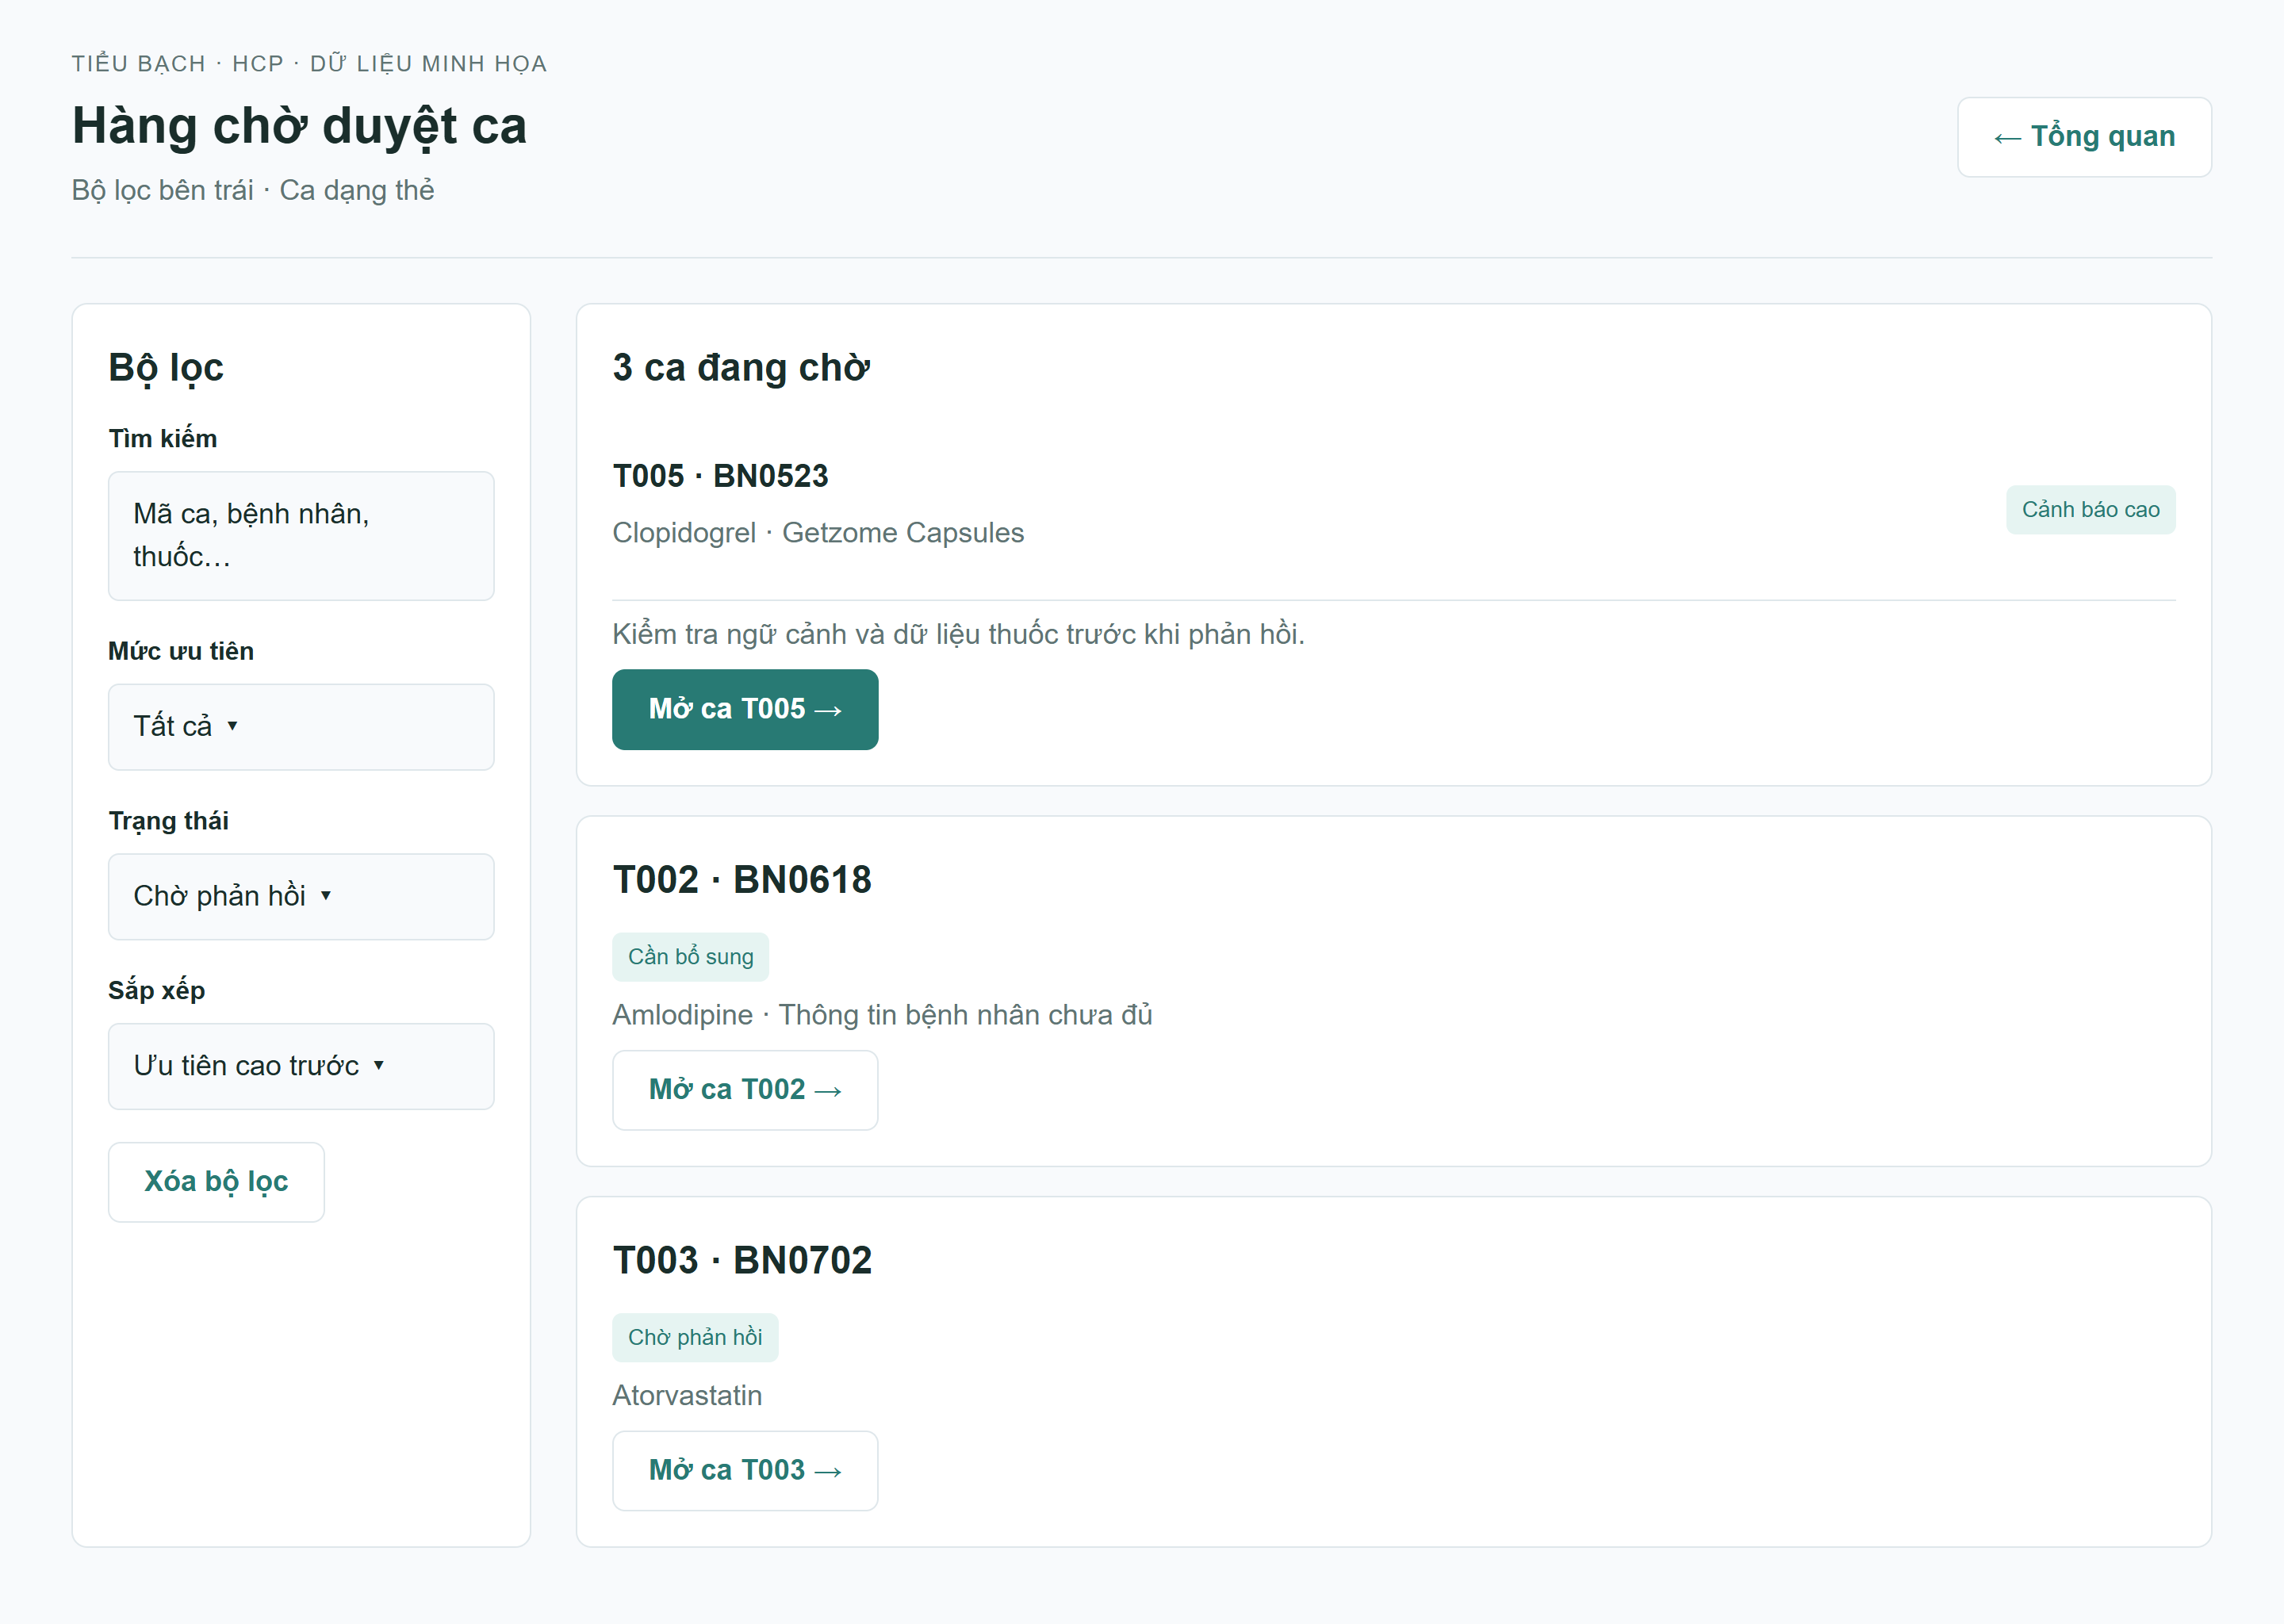 TIỂU BẠCH · HCP · DỮ LIỆU MINH HỌA
Hàng chờ duyệt ca
Bộ lọc bên trái · Ca dạng thẻ
← Tổng quan
Bộ lọc
Tìm kiếm
Mã ca, bệnh nhân,
thuốc…
Mức ưu tiên
Tất cả ▾
Trạng thái
Chờ phản hồi ▾
Sắp xếp
Ưu tiên cao trước ▾
Xóa bộ lọc
3 ca đang chờ
T005 · BN0523
Clopidogrel · Getzome Capsules
Cảnh báo cao
Kiểm tra ngữ cảnh và dữ liệu thuốc trước khi phản hồi.
Mở ca T005 →
T002 · BN0618
Cần bổ sung
Amlodipine · Thông tin bệnh nhân chưa đủ
Mở ca T002 →
T003 · BN0702
Chờ phản hồi
Atorvastatin
Mở ca T003 →